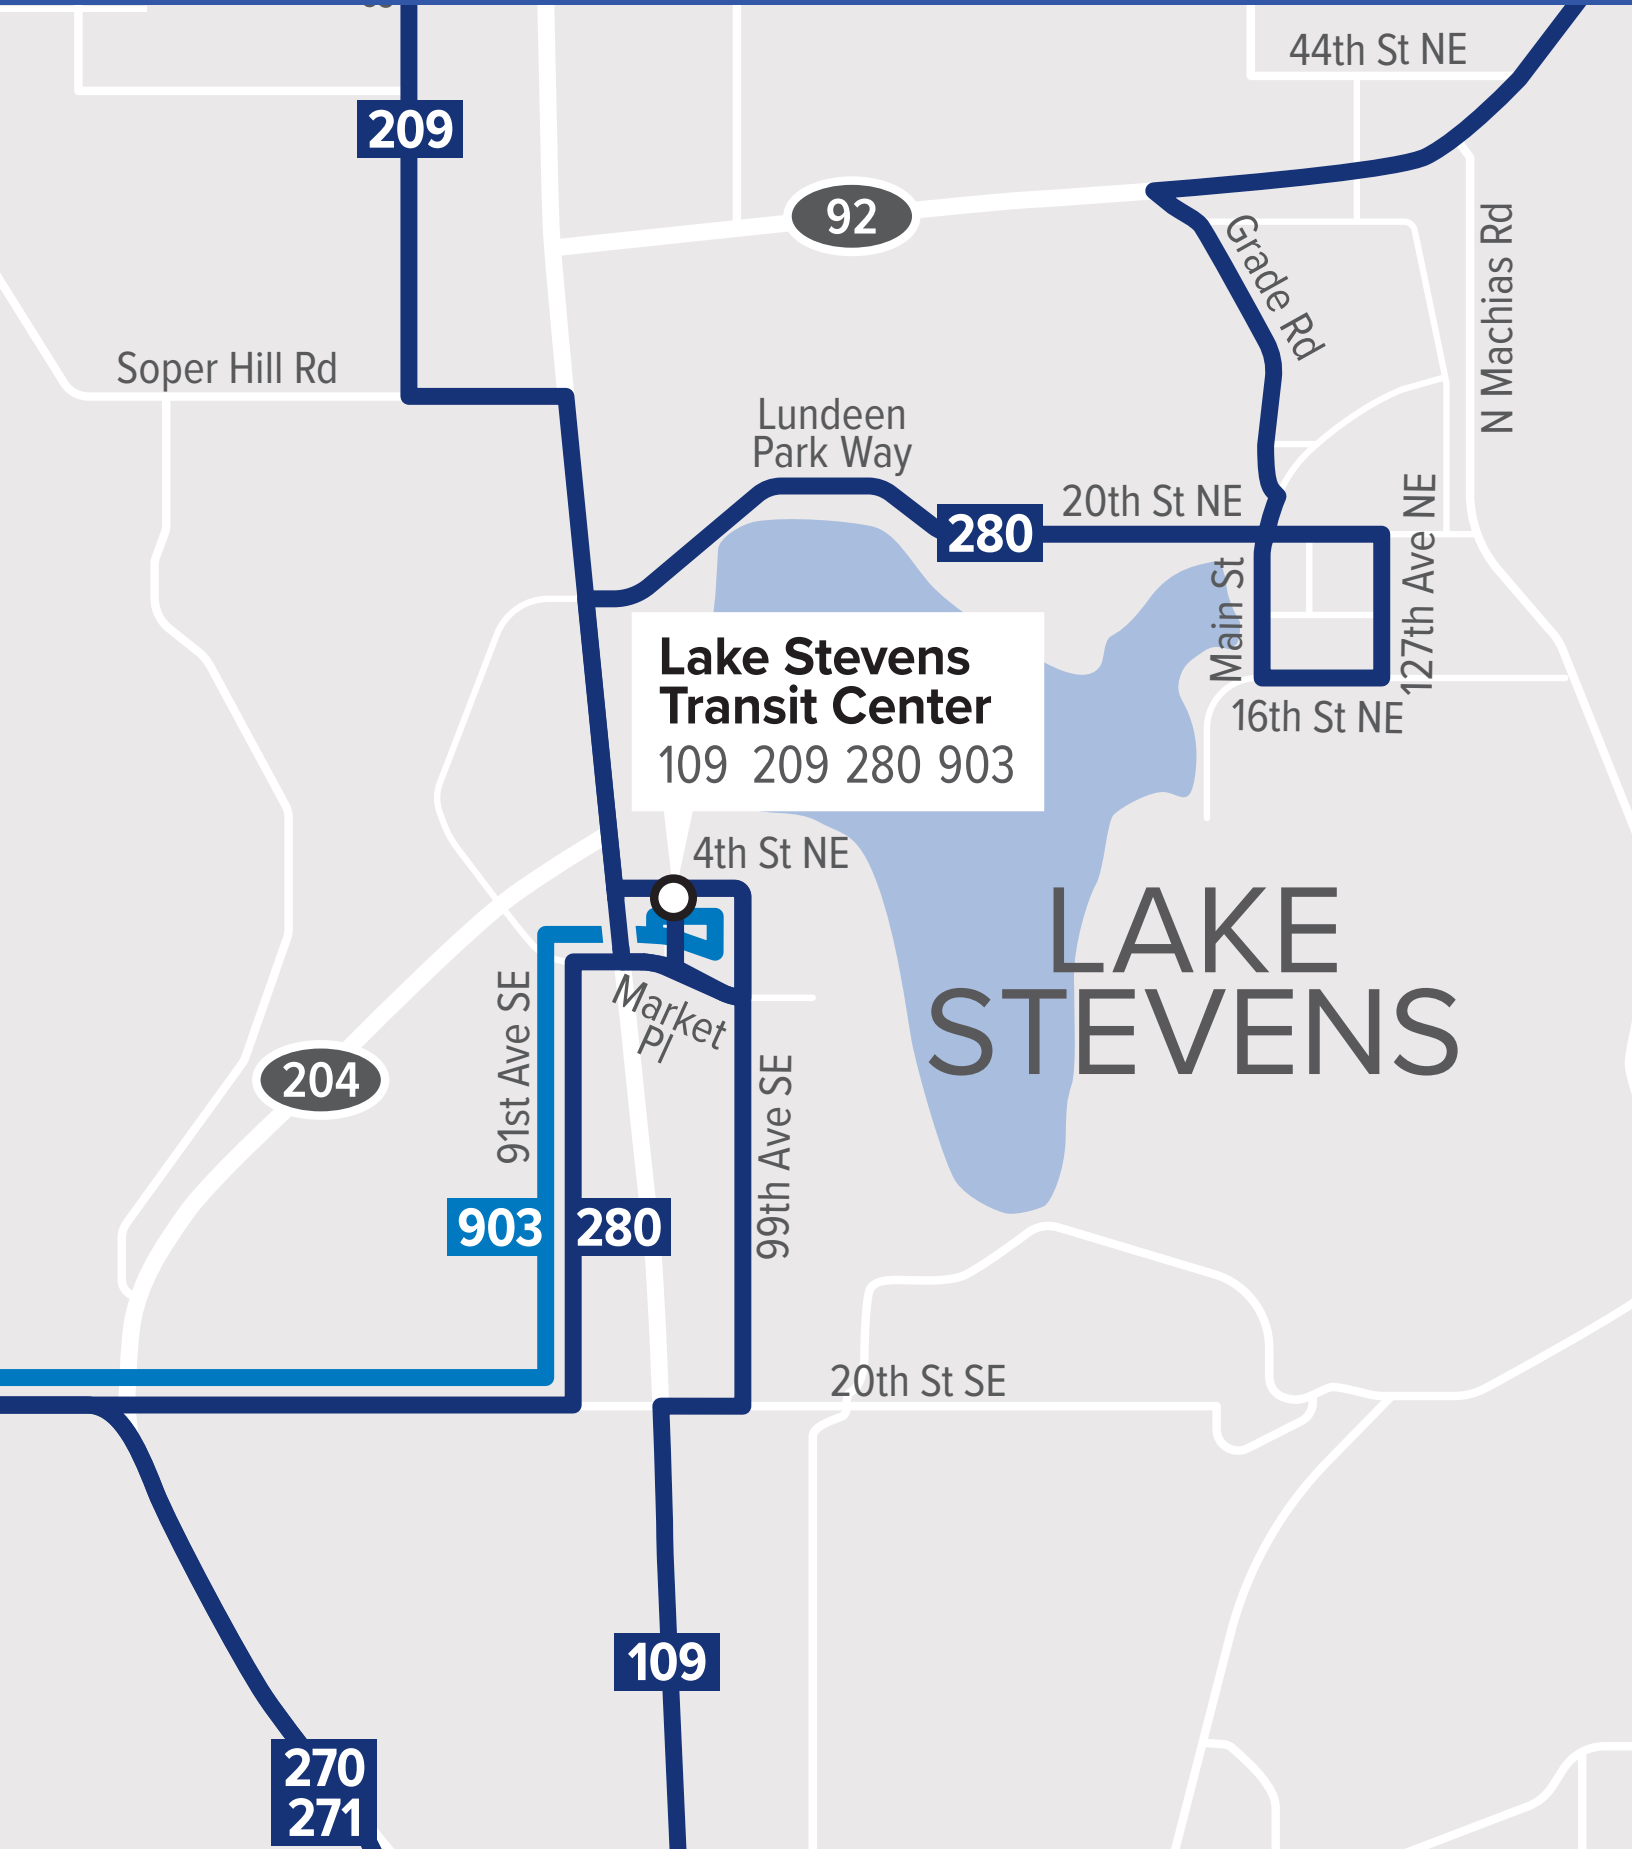 44th St NE
209
92
N Machias Rd
Grade Rd
Soper Hill Rd
Lundeen
Park Way
280
20th St NE
127th Ave NE
Main St
16th St NE
Lake Stevens
Transit Center
109 209 280 903
4th St NE
LAKE
STEVENS
Market
Pl
91st Ave SE
204
99th Ave SE
903
280
20th St SE
109
270
271